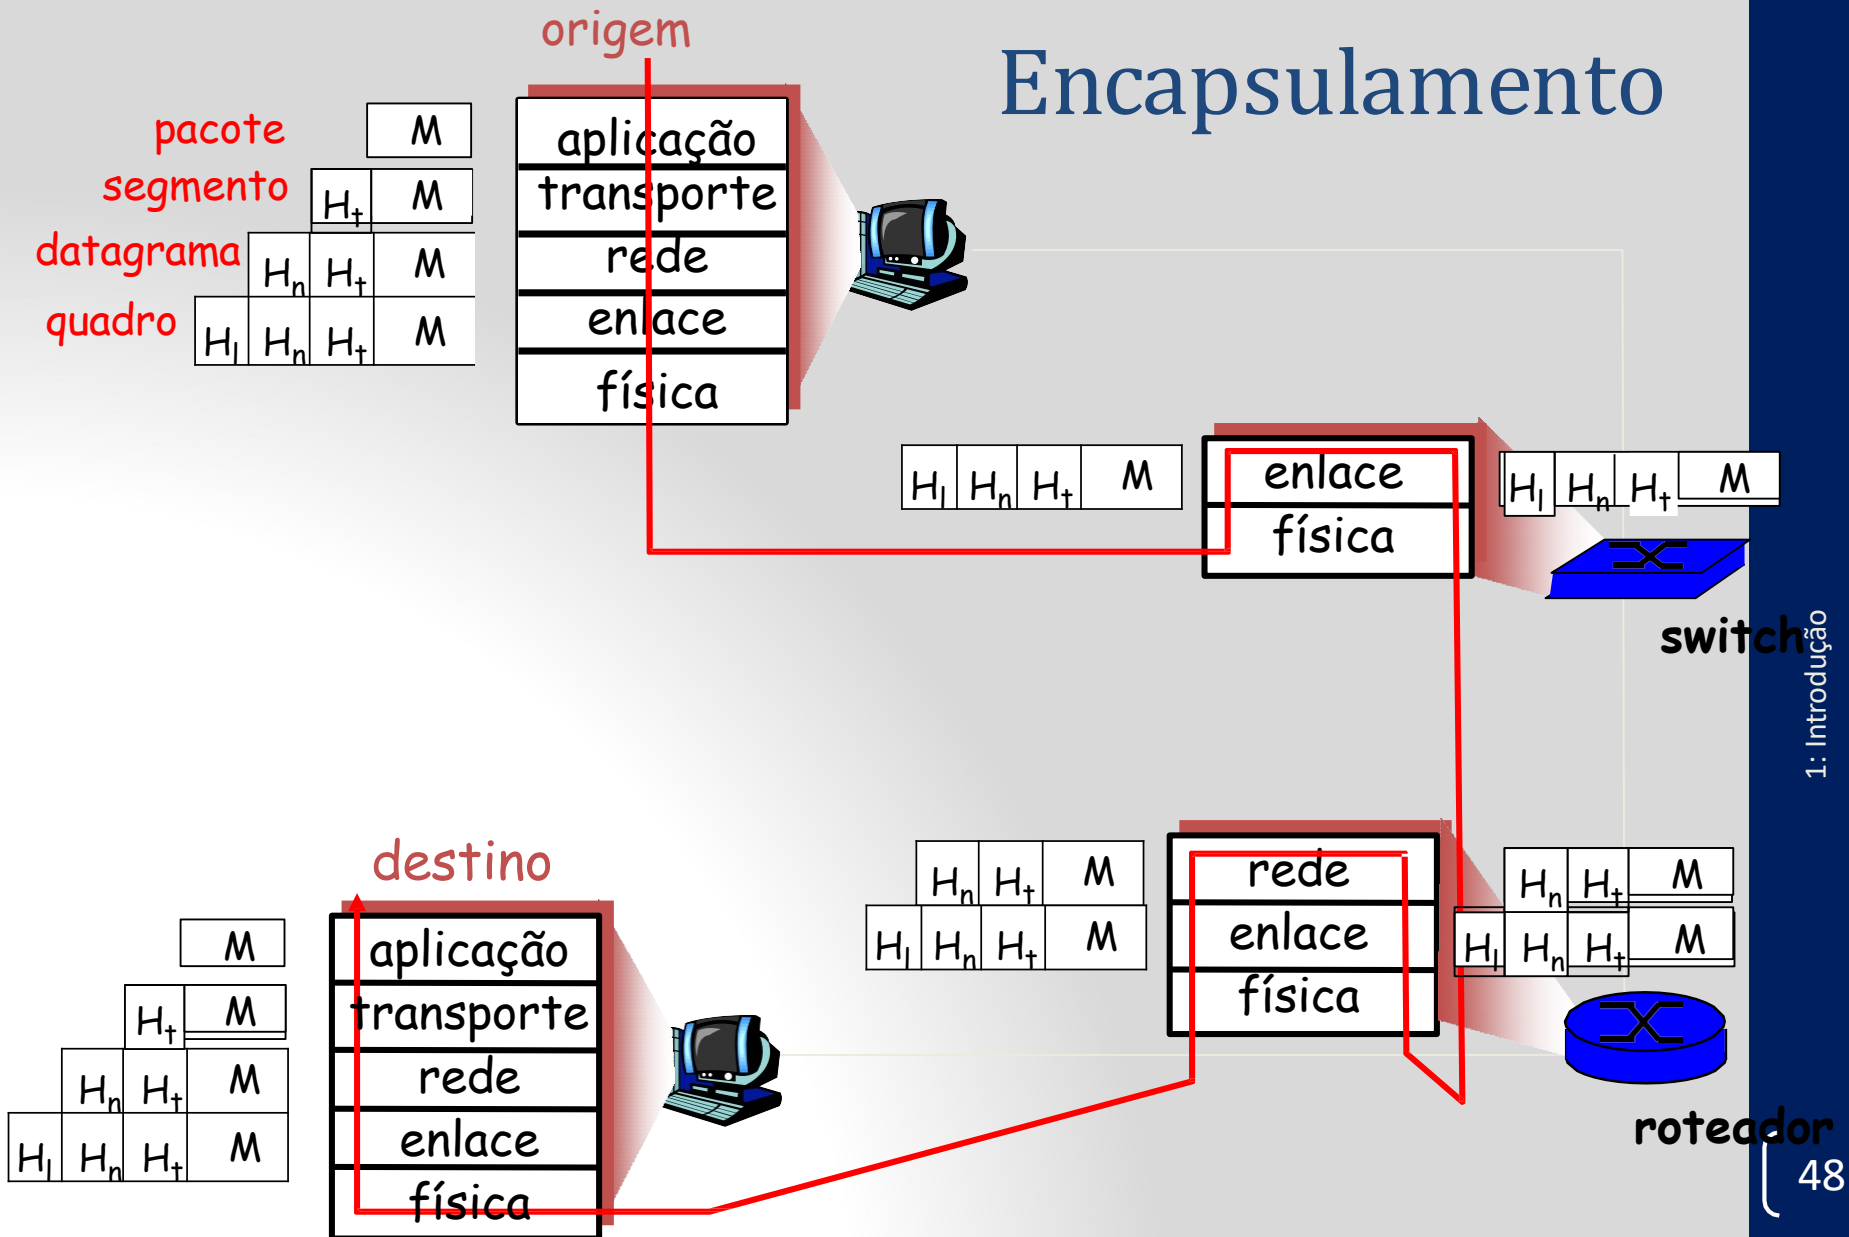 origem
Encapsulamento
pacote M aplicação
segmento Ht M transporte
datagrama Hn Ht M rede
quadro Hl Hn Ht M enlace
física
Hl Hn Ht M enlace Hl Hn Ht M
física
switch
1: Introdução
Hn Ht M rede Hn Ht M
Hl Hn Ht M enlace Hl Hn Ht M
física
roteador
destino
M aplicação
Ht M transporte
Hn Ht M rede
Hl Hn Ht M enlace
física
48